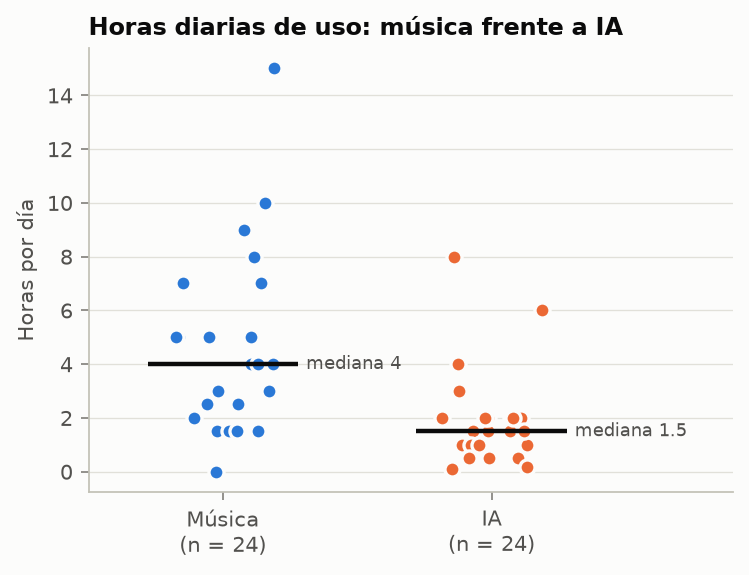 Horas diarias de uso: música frente a IA
Horas por día
14
12
10
8
6
4
2
0
mediana 4
mediana 1.5
Música
(n = 24)
IA
(n = 24)